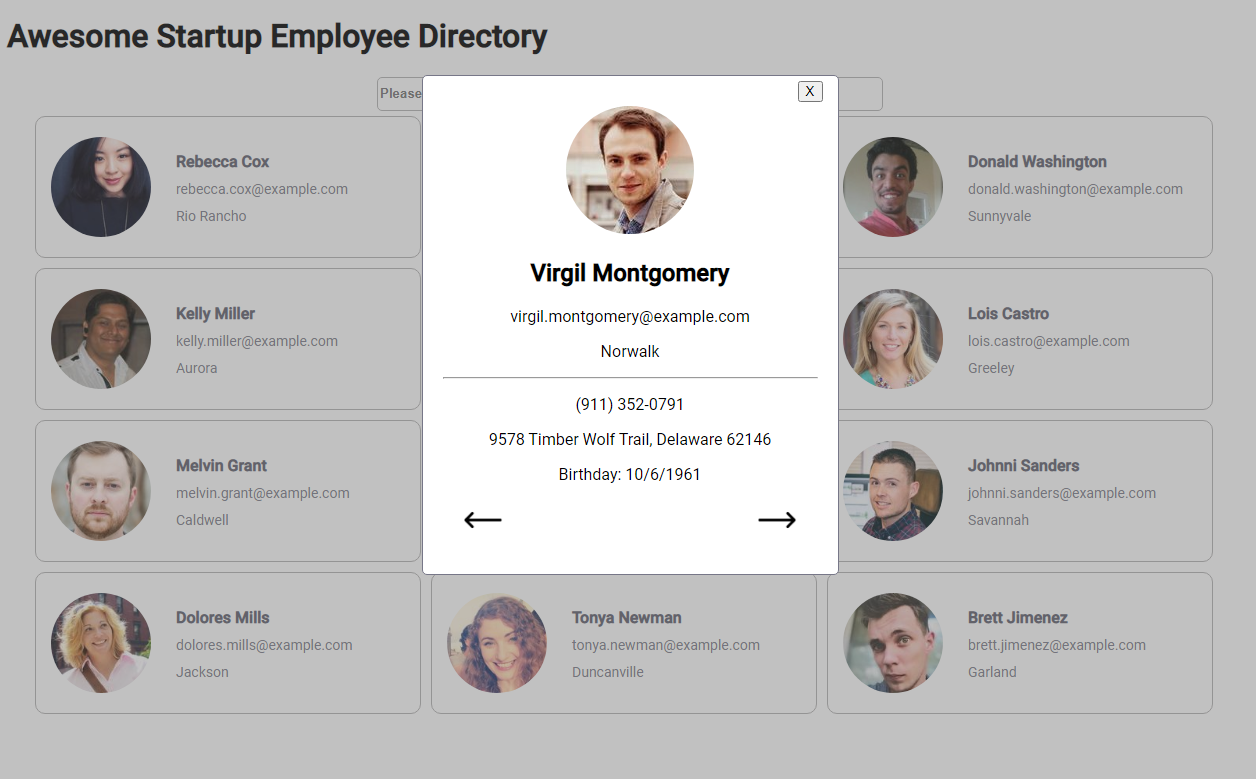 Awesome Startup Employee Directory
Please
X
Rebecca Cox
rebecca.cox@example.com
Rio Rancho
Donald Washington
donald.washington@example.com
Sunnyvale
Virgil Montgomery
virgil.montgomery@example.com
Norwalk
(911) 352-0791
9578 Timber Wolf Trail, Delaware 62146
Birthday: 10/6/1961
Kelly Miller
kelly.miller@example.com
Aurora
Lois Castro
lois.castro@example.com
Greeley
Melvin Grant
melvin.grant@example.com
Caldwell
Johnni Sanders
johnni.sanders@example.com
Savannah
Dolores Mills
dolores.mills@example.com
Jackson
Tonya Newman
tonya.newman@example.com
Duncanville
Brett Jimenez
brett.jimenez@example.com
Garland